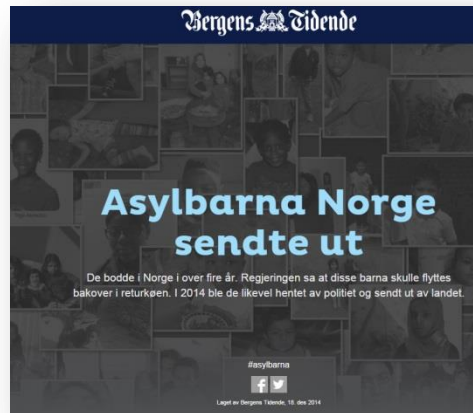 Bergens Tidende
Asylbarna Norge
sendte ut
De bodde i Norge i over fire år. Regjeringen sa at disse barna skulle flyttes
bakover i returkøen. I 2014 ble de likevel hentet av politiet og sendt ut av landet.
#asylbarna
Laget av Bergens Tidende, 18. des 2014